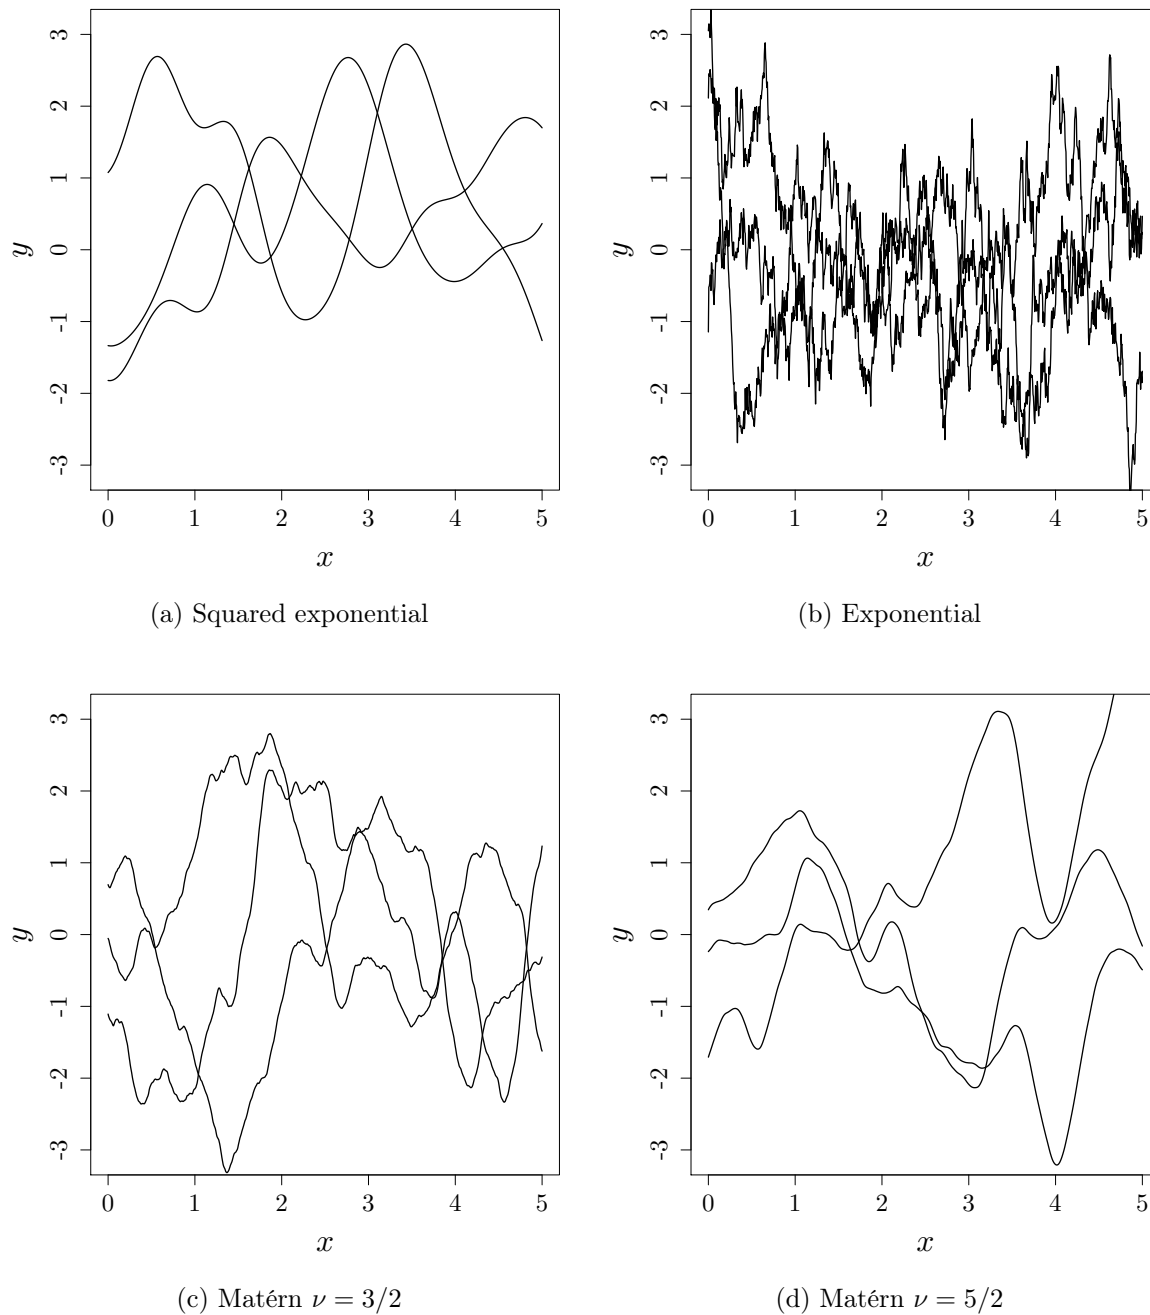 3
2
1
0
-1
-2
-3
y
0 1 2 3 4 5
x
(a) Squared exponential
3
2
1
0
-1
-2
-3
y
0 1 2 3 4 5
x
(b) Exponential
3
2
1
0
-1
-2
-3
y
0 1 2 3 4 5
x
(c) Matérn ν = 3/2
3
2
1
0
-1
-2
-3
y
0 1 2 3 4 5
x
(d) Matérn ν = 5/2